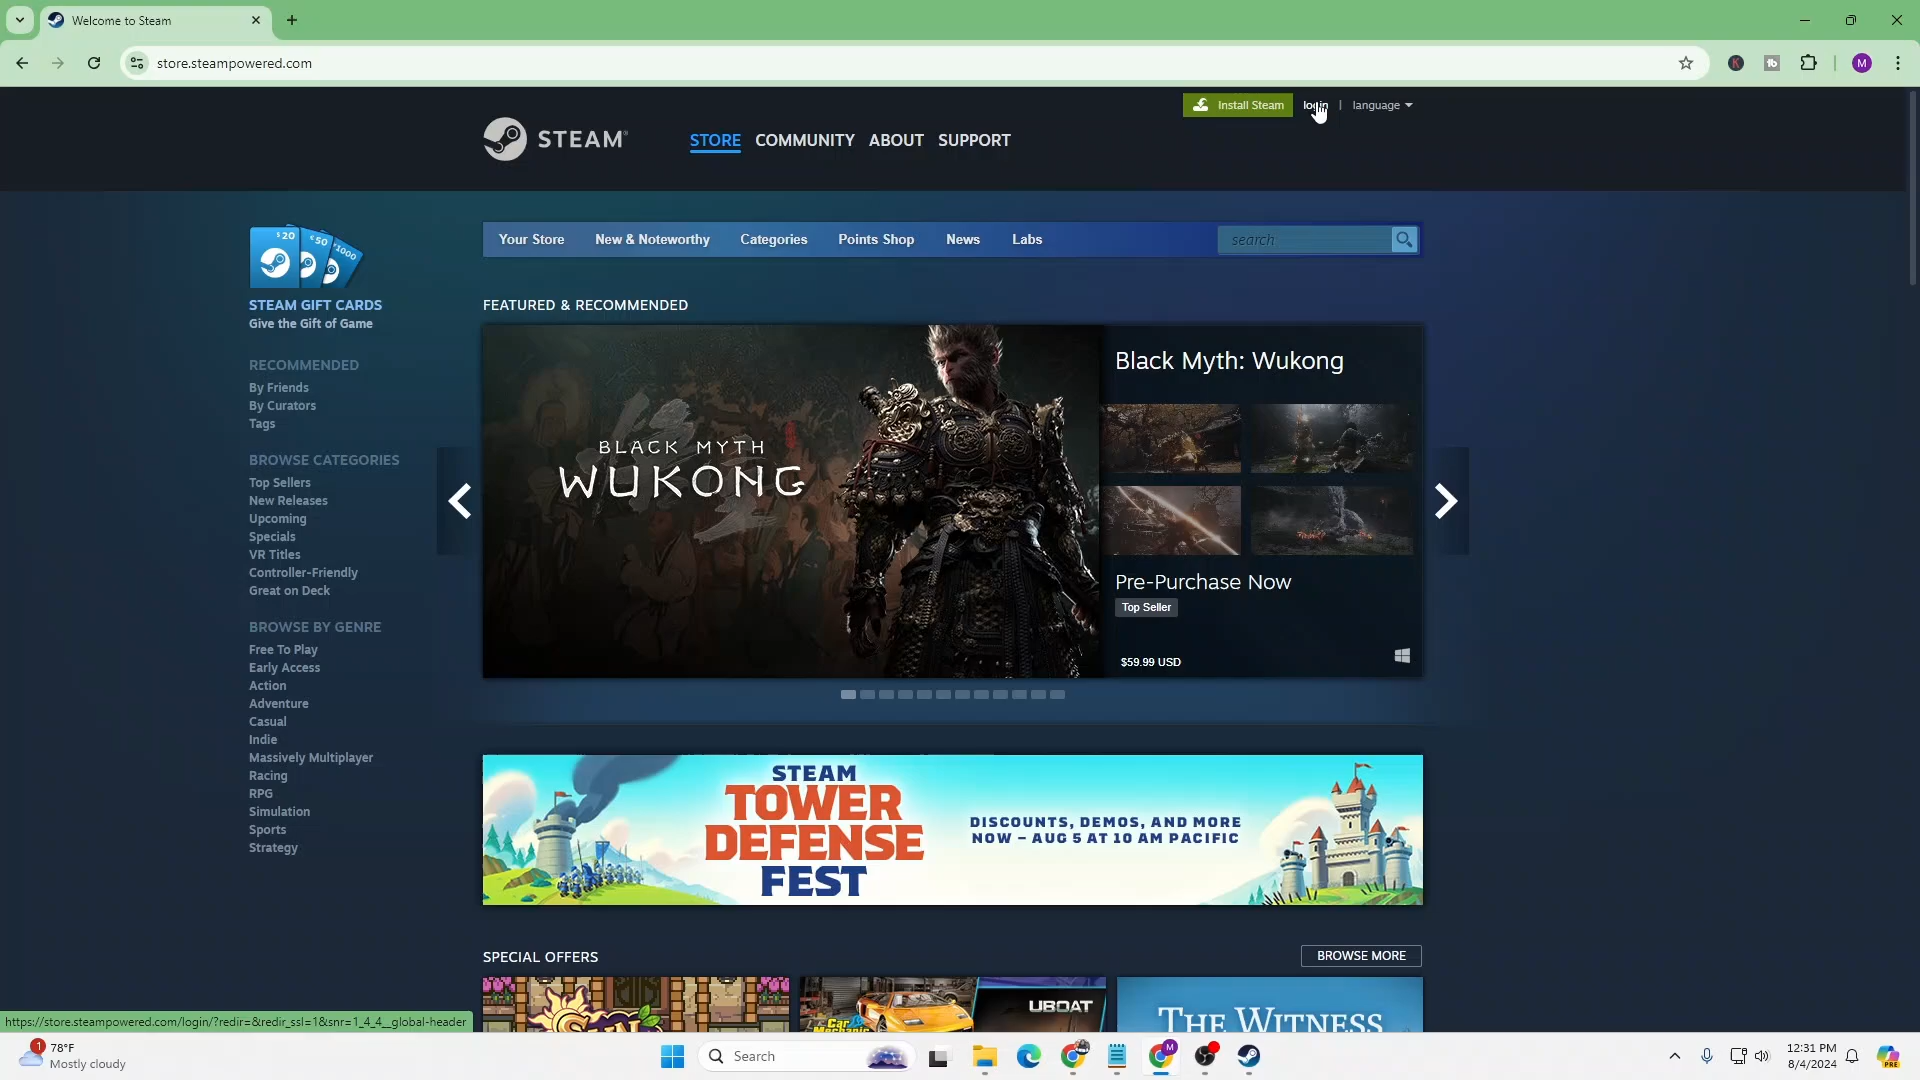 Welcome to Steam
store.steampowered.com
M
Install Steam
login | language
STEAM
STORE COMMUNITY ABOUT SUPPORT
Your Store New & Noteworthy Categories Points Shop News Labs
search
$20 €50
STEAM GIFT CARDS
Give the Gift of Game
RECOMMENDED
By Friends
By Curators
Tags
BROWSE CATEGORIES
Top Sellers
New Releases
Upcoming
Specials
VR Titles
Controller-Friendly
Great on Deck
BROWSE BY GENRE
Free To Play
Early Access
Action
Adventure
Casual
Indie
Massively Multiplayer
Racing
RPG
Simulation
Sports
Strategy
FEATURED & RECOMMENDED
BLACK MYTH
WUKONG
Black Myth: Wukong
Pre-Purchase Now
Top Seller
$59.99 USD
STEAM
TOWER
DEFENSE
FEST
DISCOUNTS, DEMOS, AND MORE
NOW – AUG 5 AT 10 AM PACIFIC
SPECIAL OFFERS
BROWSE MORE
UBOAT
THE WITNESS
https://store.steampowered.com/login/?redir=&redir_ssl=1&snr=1_4_4__global-header
1
78°F
Mostly cloudy
Search
M
12:31 PM
8/4/2024
PRE